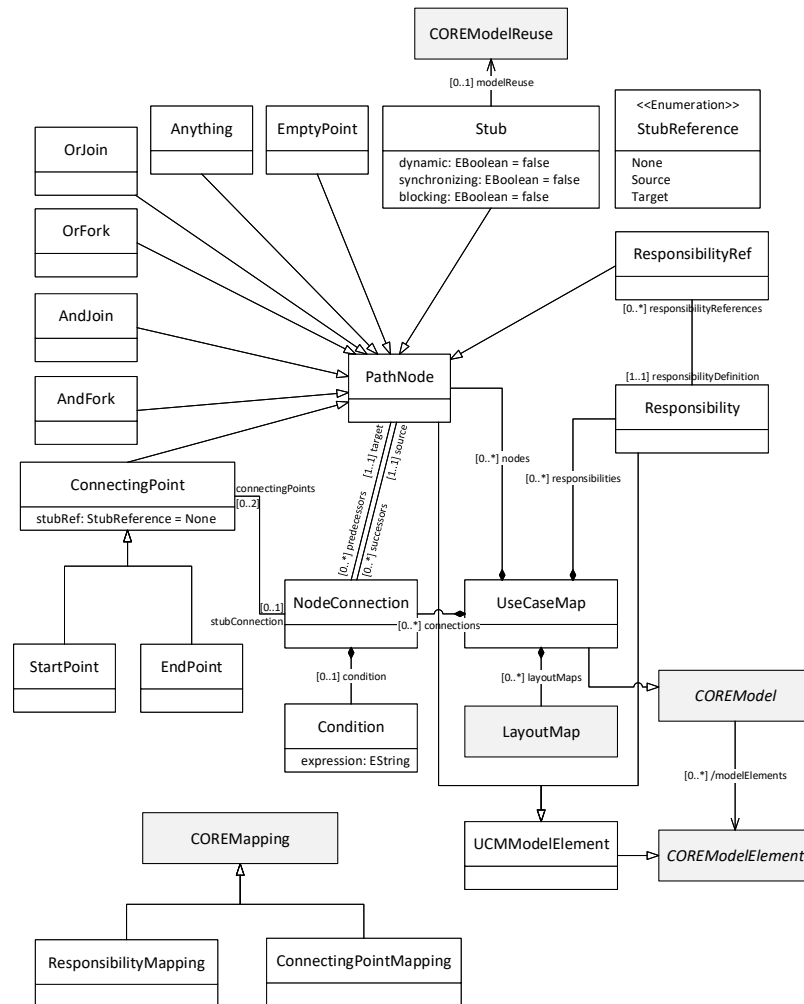 COREModelReuse
[0..1] modelReuse
Anything
EmptyPoint
Stub
dynamic: EBoolean = false
synchronizing: EBoolean = false
blocking: EBoolean = false
<<Enumeration>>
StubReference
None
Source
Target
OrJoin
OrFork
ResponsibilityRef
[0..*] responsibilityReferences
AndJoin
AndFork
PathNode
[1..1] responsibilityDefinition
Responsibility
[1..1] target
[1..1] source
[0..*] nodes
[0..*] responsibilities
ConnectingPoint
stubRef: StubReference = None
connectingPoints
[0..2]
[0..*] predecessors
[0..*] successors
[0..1]
stubConnection
NodeConnection
[0..*] connections
UseCaseMap
StartPoint
EndPoint
[0..1] condition
[0..*] layoutMaps
Condition
expression: EString
LayoutMap
COREModel
[0..*] /modelElements
UCMModelElement
COREModelElement
COREMapping
ResponsibilityMapping
ConnectingPointMapping